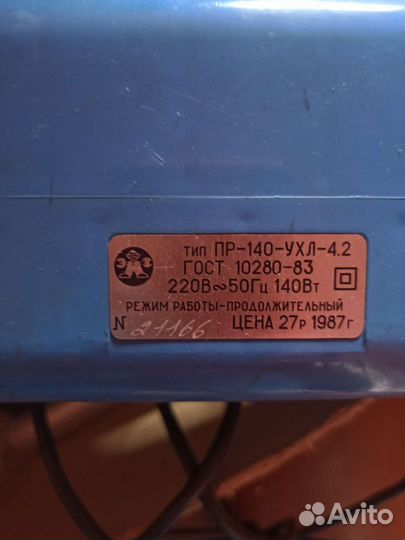 тип ПР-140-УХЛ-4.2
ГОСТ 10280-83
220В~50Гц 140Вт
РЕЖИМ РАБОТЫ-ПРОДОЛЖИТЕЛЬНЫЙ
N 21166 ЦЕНА 27р 1987г
Avito